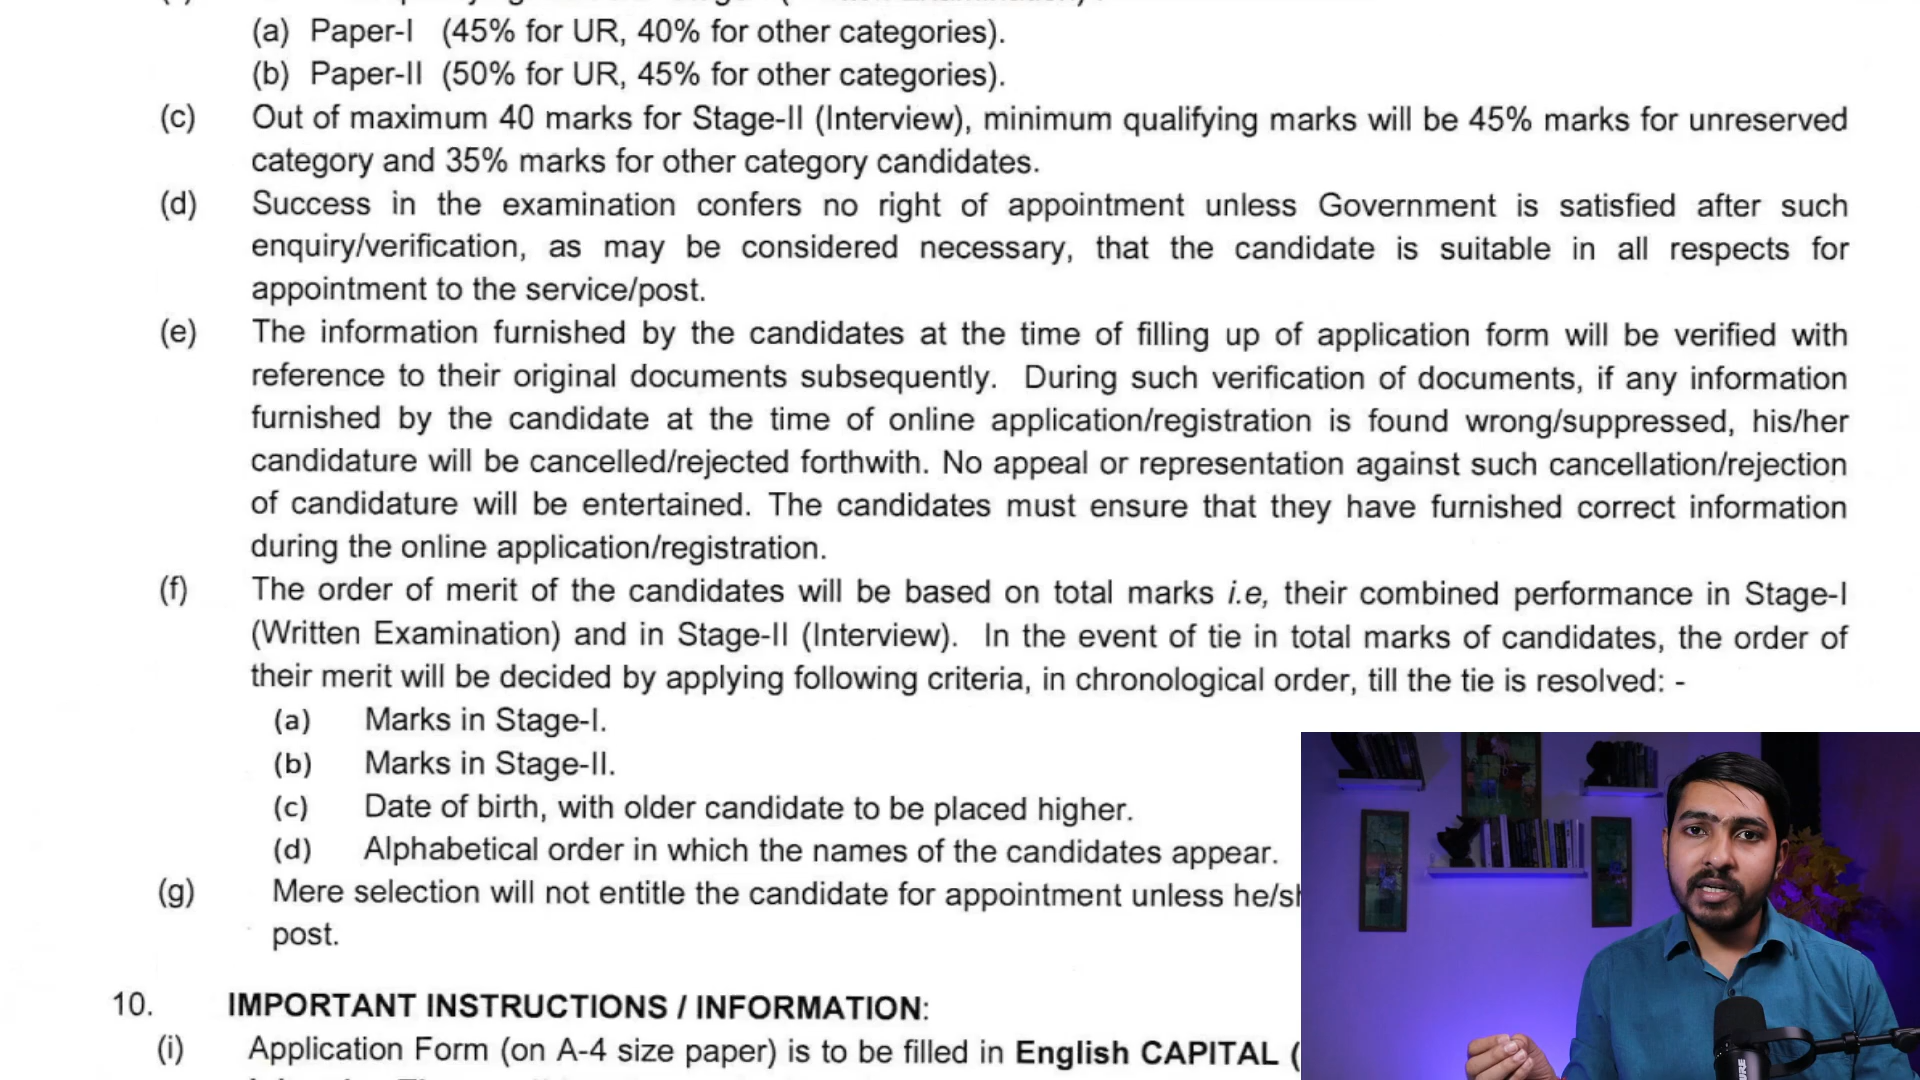 (a) Paper-I (45% for UR, 40% for other categories).
(b) Paper-II (50% for UR, 45% for other categories).
(c) Out of maximum 40 marks for Stage-II (Interview), minimum qualifying marks will be 45% marks for unreserved
category and 35% marks for other category candidates.
(d) Success in the examination confers no right of appointment unless Government is satisfied after such
enquiry/verification, as may be considered necessary, that the candidate is suitable in all respects for
appointment to the service/post.
(e) The information furnished by the candidates at the time of filling up of application form will be verified with
reference to their original documents subsequently. During such verification of documents, if any information
furnished by the candidate at the time of online application/registration is found wrong/suppressed, his/her
candidature will be cancelled/rejected forthwith. No appeal or representation against such cancellation/rejection
of candidature will be entertained. The candidates must ensure that they have furnished correct information
during the online application/registration.
(f) The order of merit of the candidates will be based on total marks i.e, their combined performance in Stage-I
(Written Examination) and in Stage-II (Interview). In the event of tie in total marks of candidates, the order of
their merit will be decided by applying following criteria, in chronological order, till the tie is resolved: -
(a) Marks in Stage-I.
(b) Marks in Stage-II.
(c) Date of birth, with older candidate to be placed higher.
(d) Alphabetical order in which the names of the candidates appear.
(g) Mere selection will not entitle the candidate for appointment unless
post.
10. IMPORTANT INSTRUCTIONS / INFORMATION:
(i) Application Form (on A-4 size paper) is to be filled in English CAPITAL (